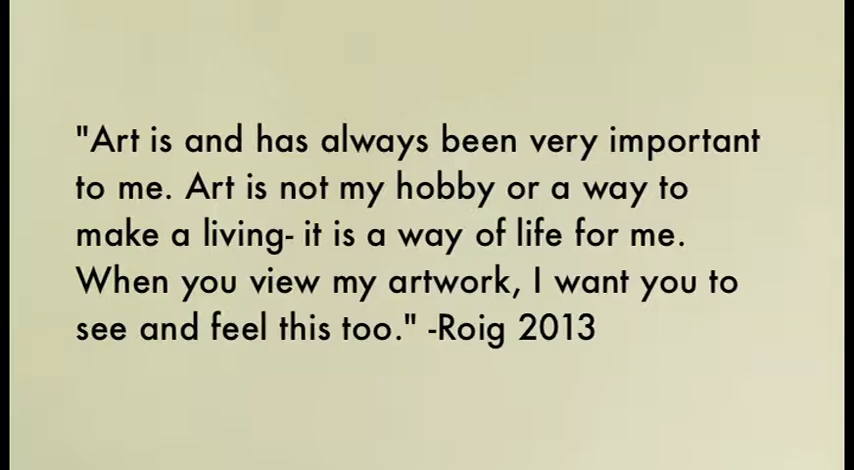 "Art is and has always been very important
to me. Art is not my hobby or a way to
make a living- it is a way of life for me.
When you view my artwork, I want you to
see and feel this too." -Roig 2013